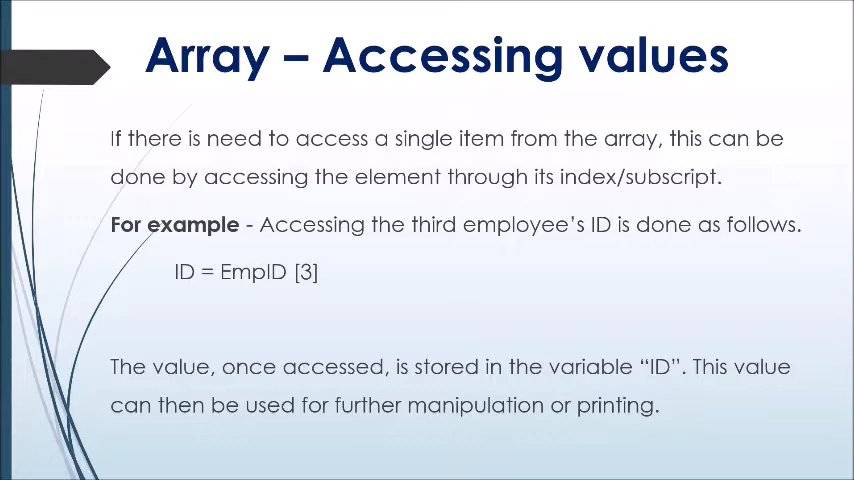 Array – Accessing values
If there is need to access a single item from the array, this can be
done by accessing the element through its index/subscript.
For example - Accessing the third employee’s ID is done as follows.
ID = EmpID [3]
The value, once accessed, is stored in the variable “ID”. This value
can then be used for further manipulation or printing.